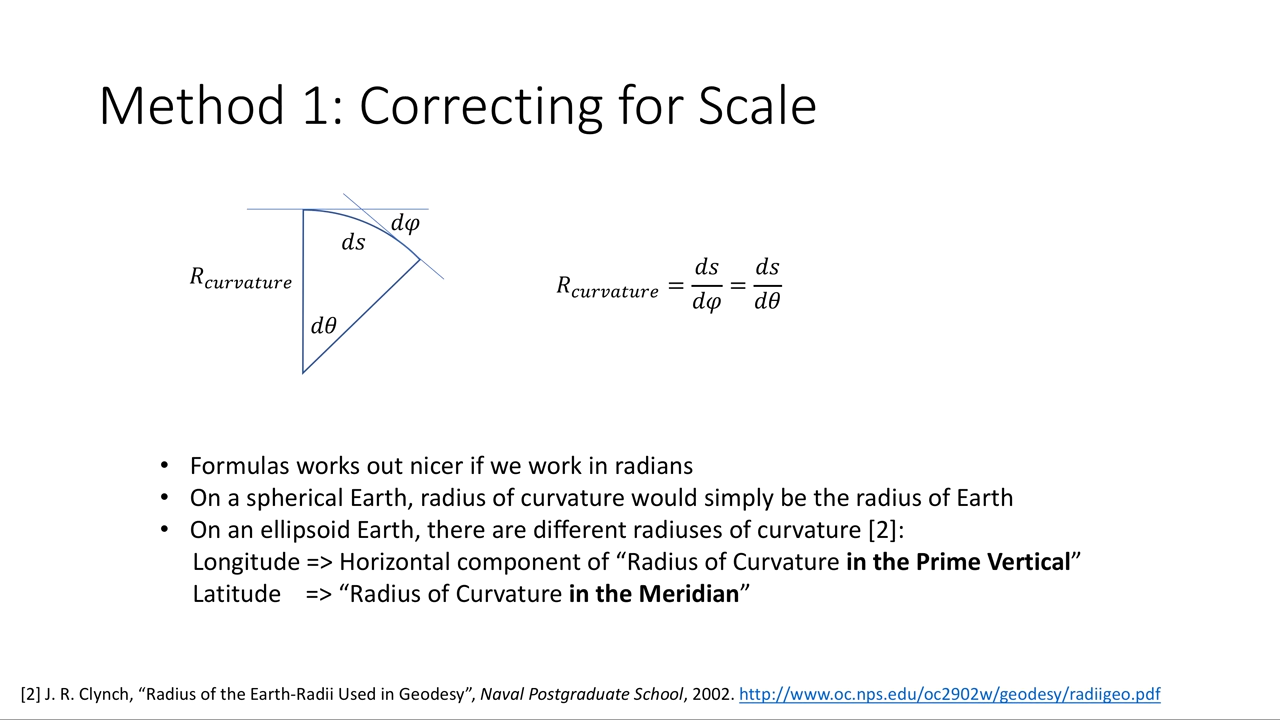 Method 1: Correcting for Scale
dφ
ds
R_curvature
dθ
R_curvature = ds/dφ = ds/dθ
• Formulas works out nicer if we work in radians
• On a spherical Earth, radius of curvature would simply be the radius of Earth
• On an ellipsoid Earth, there are different radiuses of curvature [2]:
Longitude => Horizontal component of “Radius of Curvature in the Prime Vertical”
Latitude => “Radius of Curvature in the Meridian”
[2] J. R. Clynch, “Radius of the Earth-Radii Used in Geodesy”, Naval Postgraduate School, 2002. http://www.oc.nps.edu/oc2902w/geodesy/radiigeo.pdf